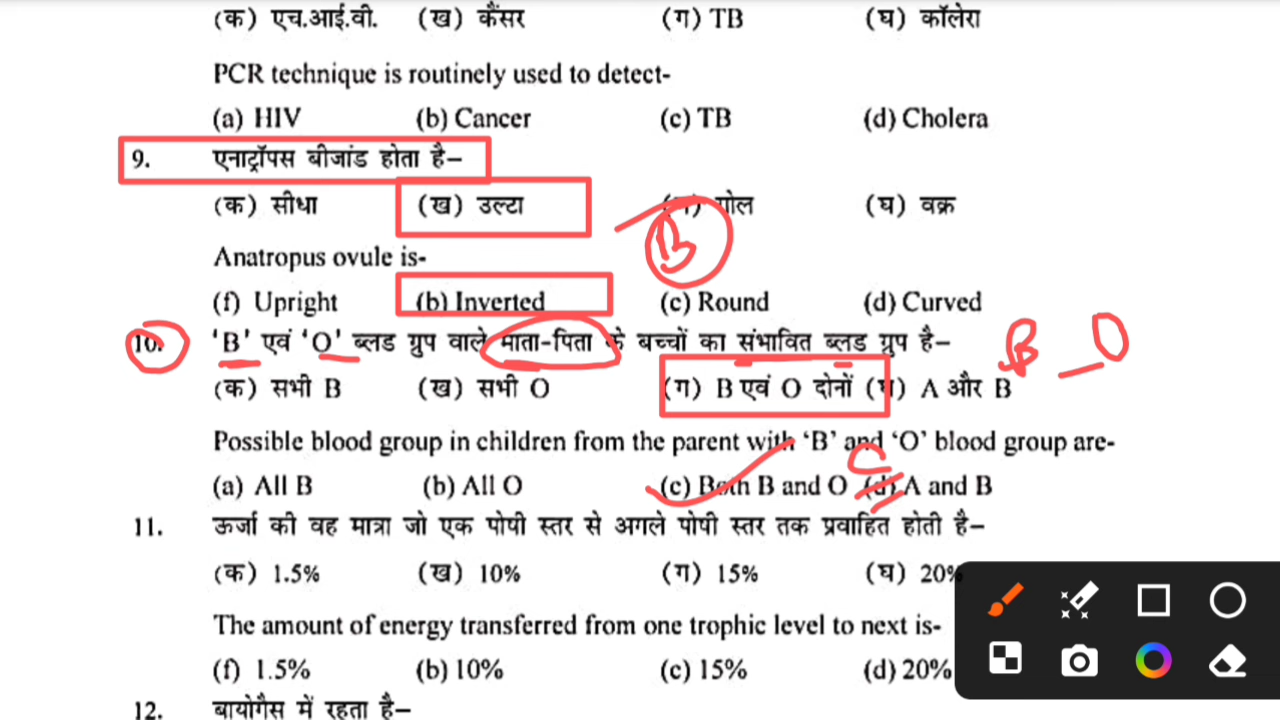 (क) एच.आई.वी. (ख) कैंसर (ग) TB (घ) कॉलेरा
PCR technique is routinely used to detect-
(a) HIV (b) Cancer (c) TB (d) Cholera
9. एनाट्रॉपस बीजांड होता है–
(क) सीधा (ख) उल्टा (ग) गोल (घ) वक्र
B
Anatropus ovule is-
(f) Upright (b) Inverted (c) Round (d) Curved
10. 'B' एवं 'O' ब्लड ग्रुप वाले माता-पिता के बच्चों का संभावित ब्लड ग्रुप है–
B _ O
(क) सभी B (ख) सभी O (ग) B एवं O दोनों (घ) A और B
Possible blood group in children from the parent with 'B' and 'O' blood group are-
C
(a) All B (b) All O (c) Both B and O (d) A and B
11. ऊर्जा की वह मात्रा जो एक पोषी स्तर से अगले पोषी स्तर तक प्रवाहित होती है–
(क) 1.5% (ख) 10% (ग) 15% (घ) 20%
The amount of energy transferred from one trophic level to next is-
(f) 1.5% (b) 10% (c) 15% (d) 20%
12. बायोगैस में रहता है–